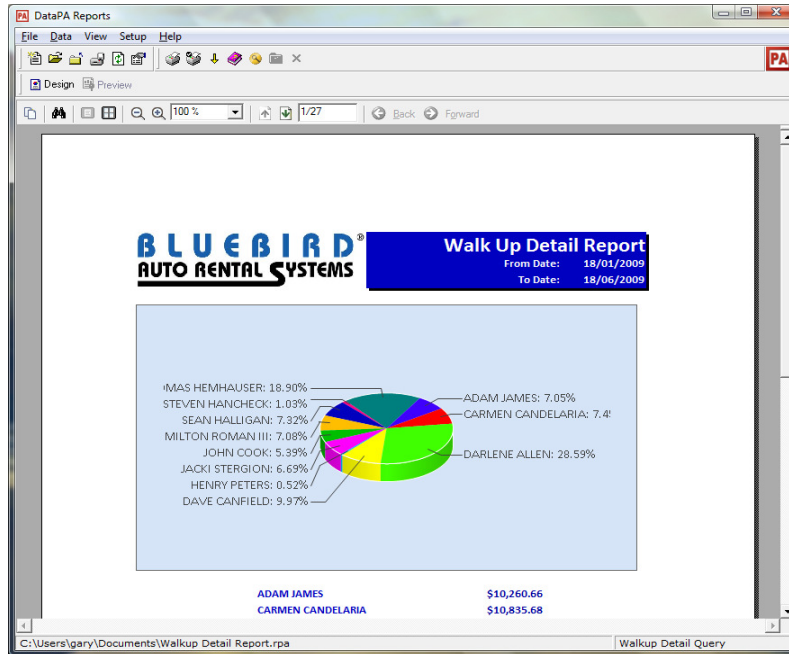 DataPA Reports
File Data View Setup Help
PA
Design Preview
100 % 1/27 Back Forward
BLUEBIRD®
AUTO RENTAL SYSTEMS
Walk Up Detail Report
From Date: 18/01/2009
To Date: 18/06/2009
MAS HEMHAUSER: 18.90%
STEVEN HANCHECK: 1.03%
SEAN HALLIGAN: 7.32%
MILTON ROMAN III: 7.08%
JOHN COOK: 5.39%
JACKI STERGION: 6.69%
HENRY PETERS: 0.52%
DAVE CANFIELD: 9.97%
ADAM JAMES: 7.05%
CARMEN CANDELARIA: 7.4
DARLENE ALLEN: 28.59%
ADAM JAMES $10,260.66
CARMEN CANDELARIA $10,835.68
C:\Users\gary\Documents\Walkup Detail Report.rpa Walkup Detail Query